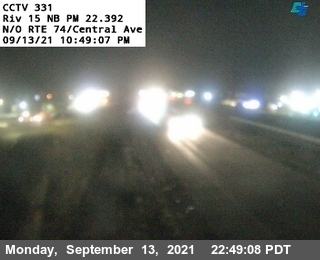 CCTV 331
Riv 15 NB PM 22.392
N/O RTE 74/Central Ave
09/13/21 10:49:07 PM
Monday, September 13, 2021 22:49:08 PDT